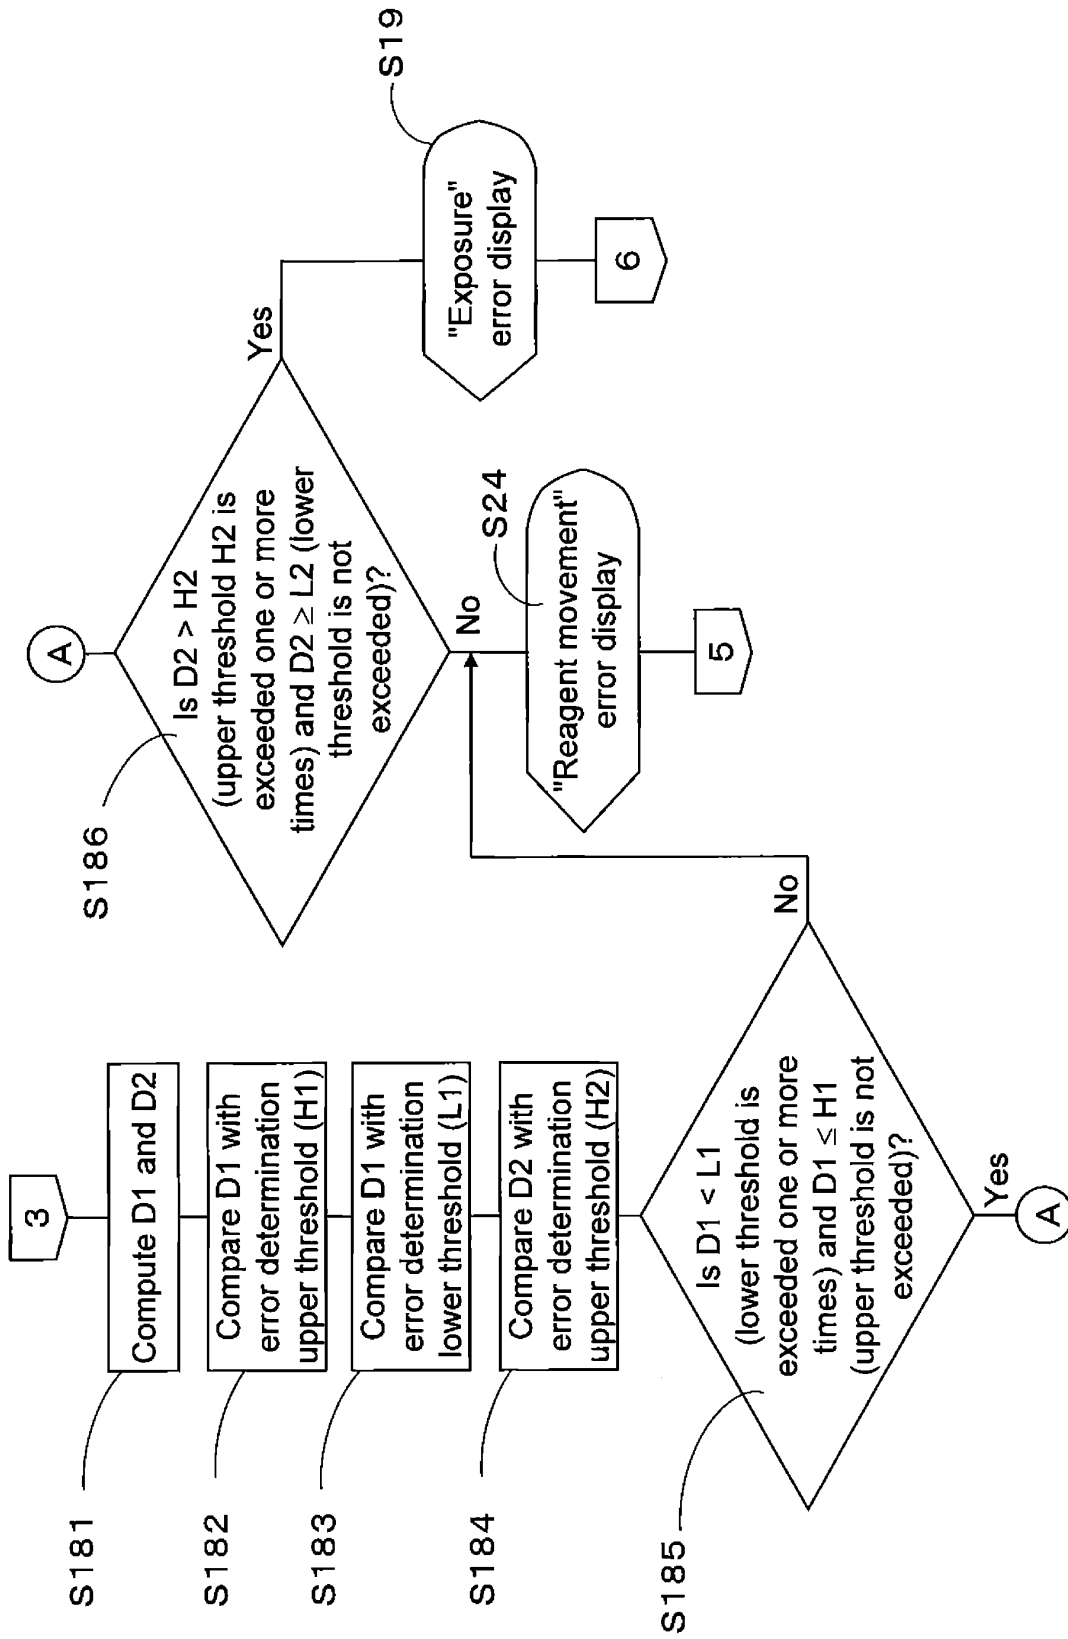 3
S181
Compute D1 and D2
S182
Compare D1 with
error determination
upper threshold (H1)
S183
Compare D1 with
error determination
lower threshold (L1)
S184
Compare D2 with
error determination
upper threshold (H2)
S185
Is D1 < L1
(lower threshold is
exceeded one or more
times) and D1 ≤ H1
(upper threshold is not
exceeded)?
No
Yes
A
A
S186
Is D2 > H2
(upper threshold H2 is
exceeded one or more
times) and D2 ≥ L2 (lower
threshold is not
exceeded)?
Yes
No
S24
"Reagent movement"
error display
5
S19
"Exposure"
error display
6